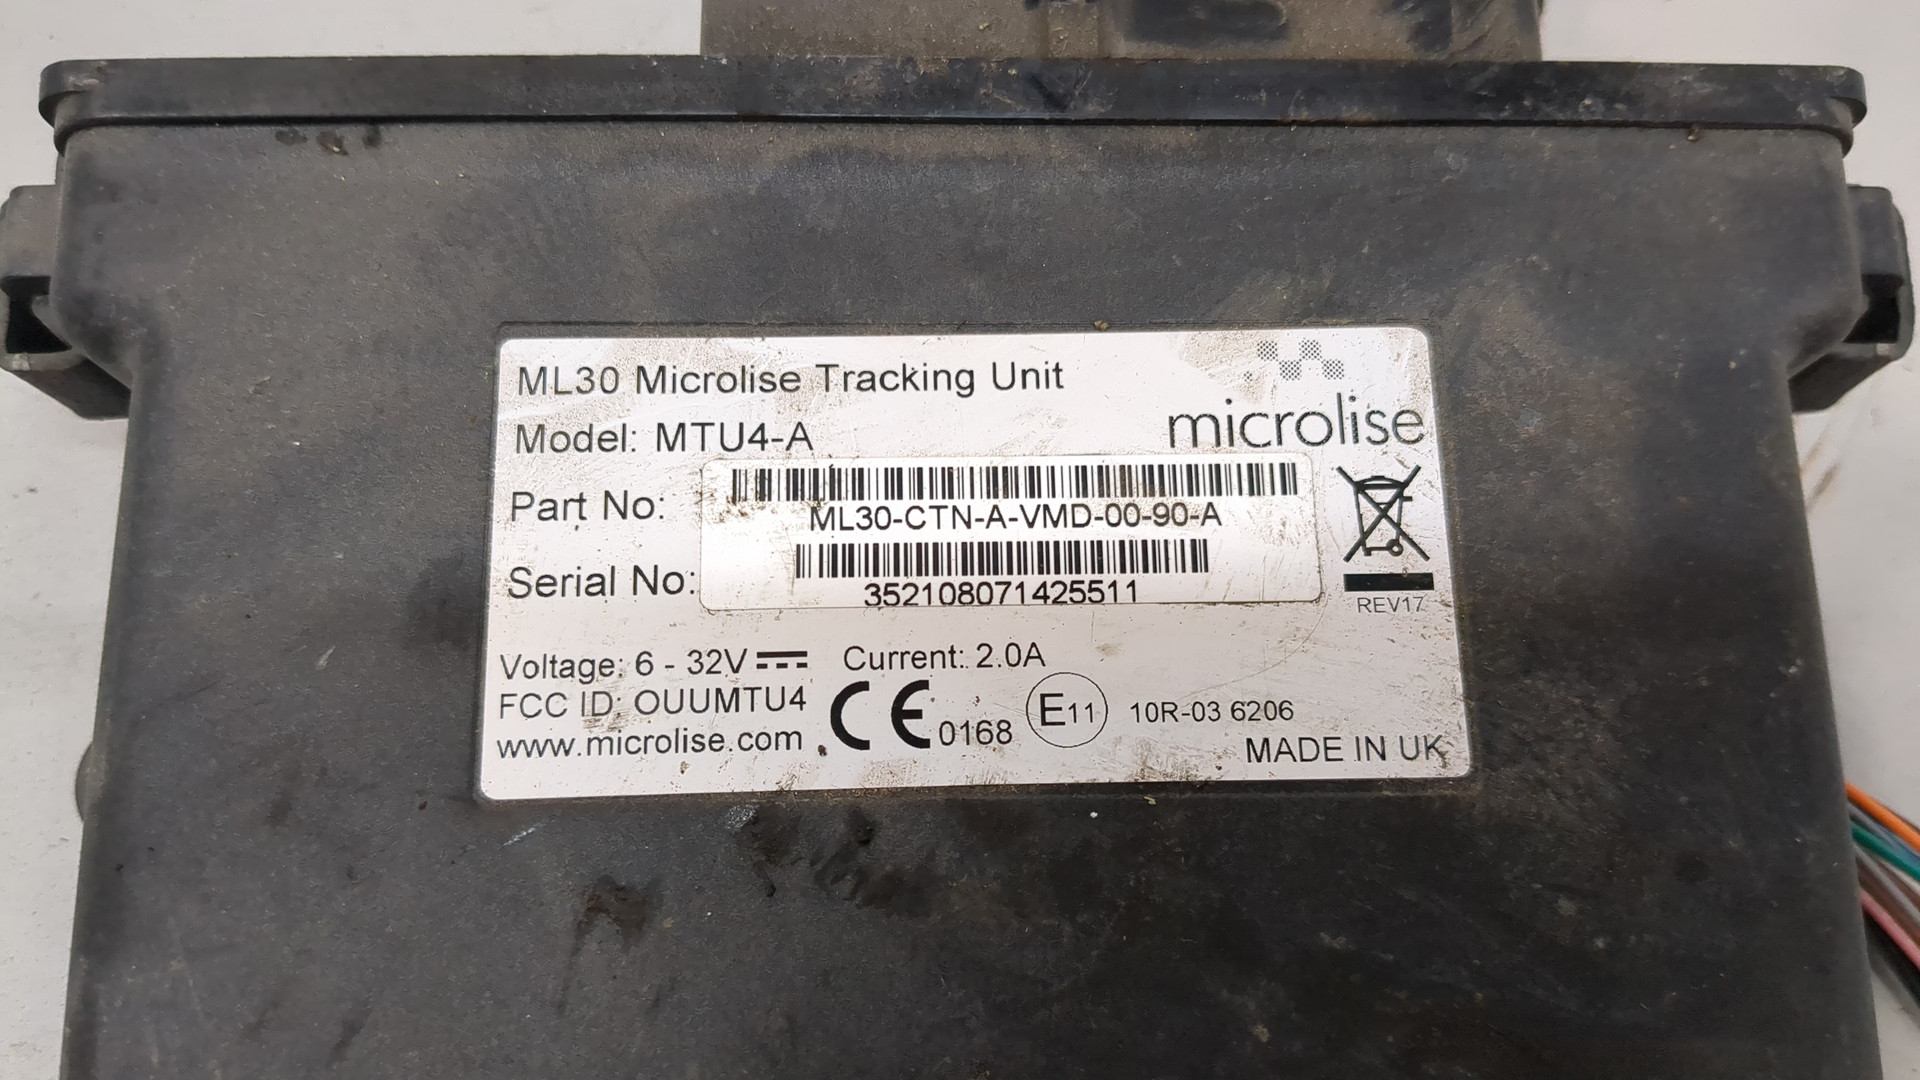 ML30 Microlise Tracking Unit
microlise
Model: MTU4-A
Part No: ML30-CTN-A-VMD-00-90-A
Serial No: 352108071425511
REV17
Voltage: 6 - 32V Current: 2.0A
FCC ID: OUUMTU4
CE 0168 E11 10R-03 6206
www.microlise.com
MADE IN UK